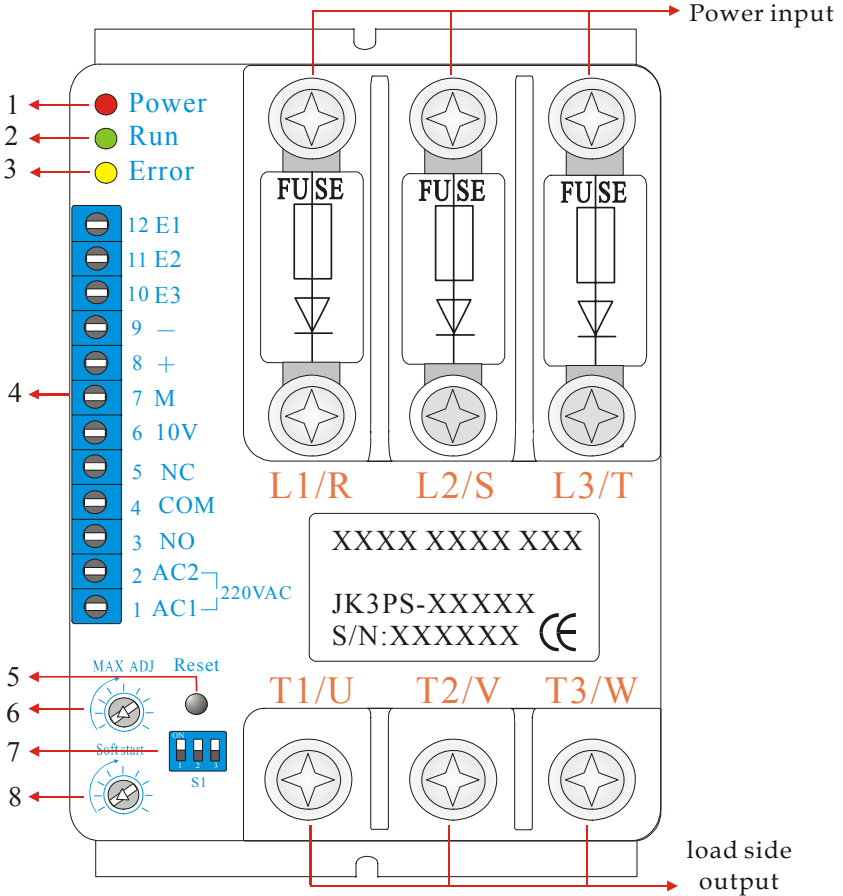 Power input
1
Power
2
Run
3
Error
FUSE
FUSE
FUSE
12 E1
11 E2
10 E3
9 —
8 +
4
7 M
6 10V
5 NC
4 COM
3 NO
2 AC2
220VAC
1 AC1
L1/R
L2/S
L3/T
XXXX XXXX XXX
JK3PS-XXXXX
S/N:XXXXXX CE
MAX ADJ
Reset
5
6
T1/U
T2/V
T3/W
7
ON
1 2 3
S1
Soft start
8
load side
output